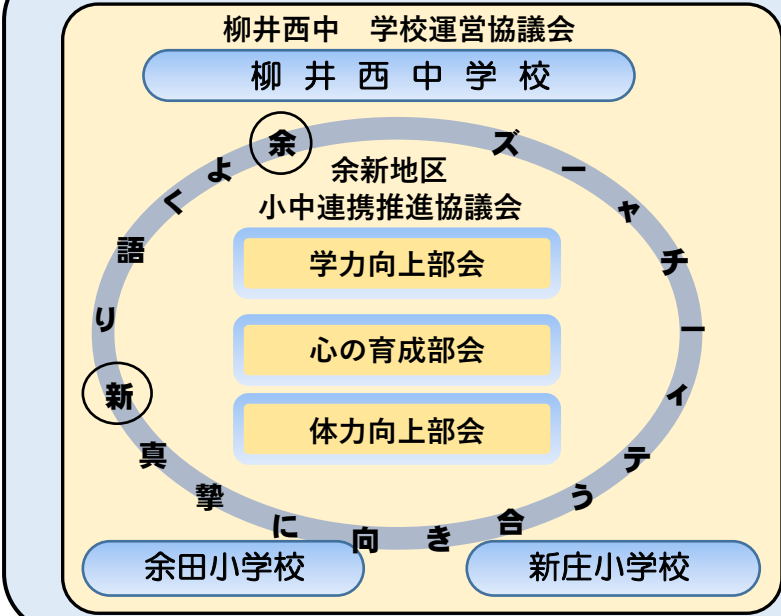 柳井西中　学校運営協議会
柳井西中学校
余よく語り新真摯に向き合うティーチャーズ
余新地区
小中連携推進協議会
学力向上部会
心の育成部会
体力向上部会
余田小学校
新庄小学校